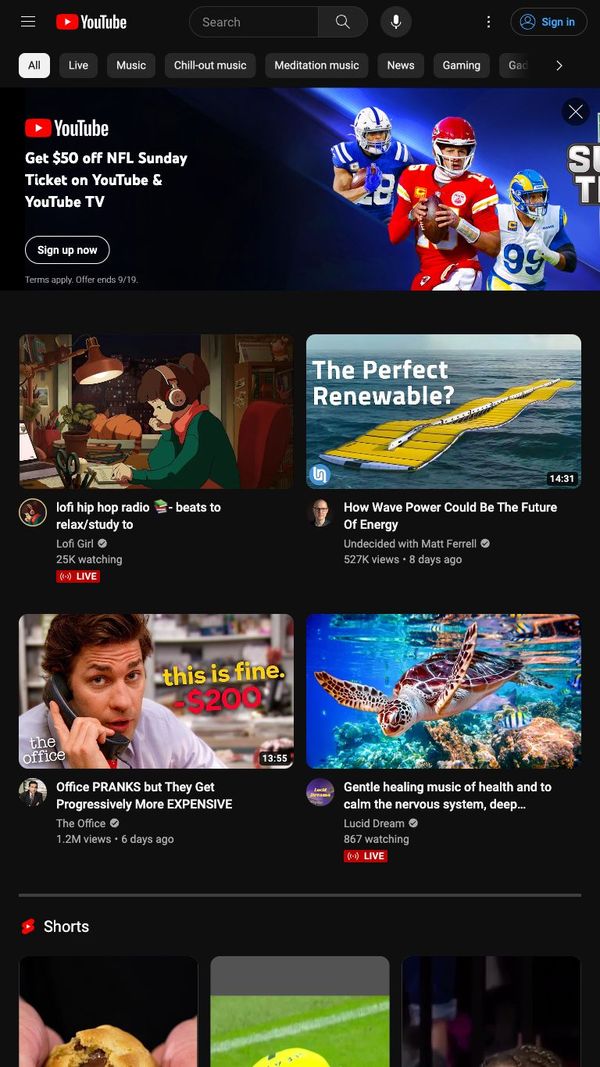 YouTube
Search
Sign in
All
Live
Music
Chill-out music
Meditation music
News
Gaming
YouTube
Get $50 off NFL Sunday
Ticket on YouTube &
YouTube TV
Sign up now
Terms apply. Offer ends 9/19.
28
15
99
The Perfect
Renewable?
14:31
lofi hip hop radio 📚- beats to
relax/study to
Lofi Girl
25K watching
LIVE
How Wave Power Could Be The Future
Of Energy
Undecided with Matt Ferrell
527K views • 8 days ago
this is fine.
-$200
the
office
13:55
Office PRANKS but They Get
Progressively More EXPENSIVE
The Office
1.2M views • 6 days ago
Lucid
Dreams
Gentle healing music of health and to
calm the nervous system, deep...
Lucid Dream
867 watching
LIVE
Shorts